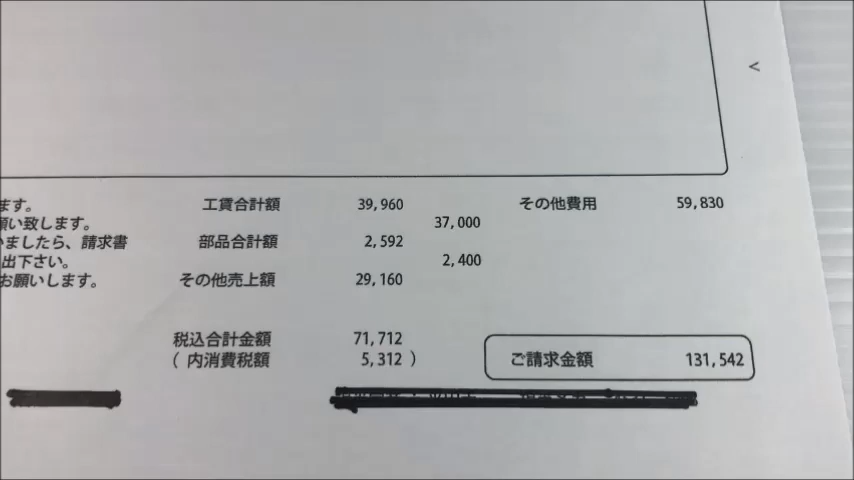 <
ます。 工賃合計額 39,960 その他費用 59,830
願い致します。 37,000
いましたら、請求書 部品合計額 2,592
出下さい。 2,400
お願いします。 その他売上額 29,160
税込合計金額 71,712
( 内消費税額 5,312 ) ご請求金額 131,542